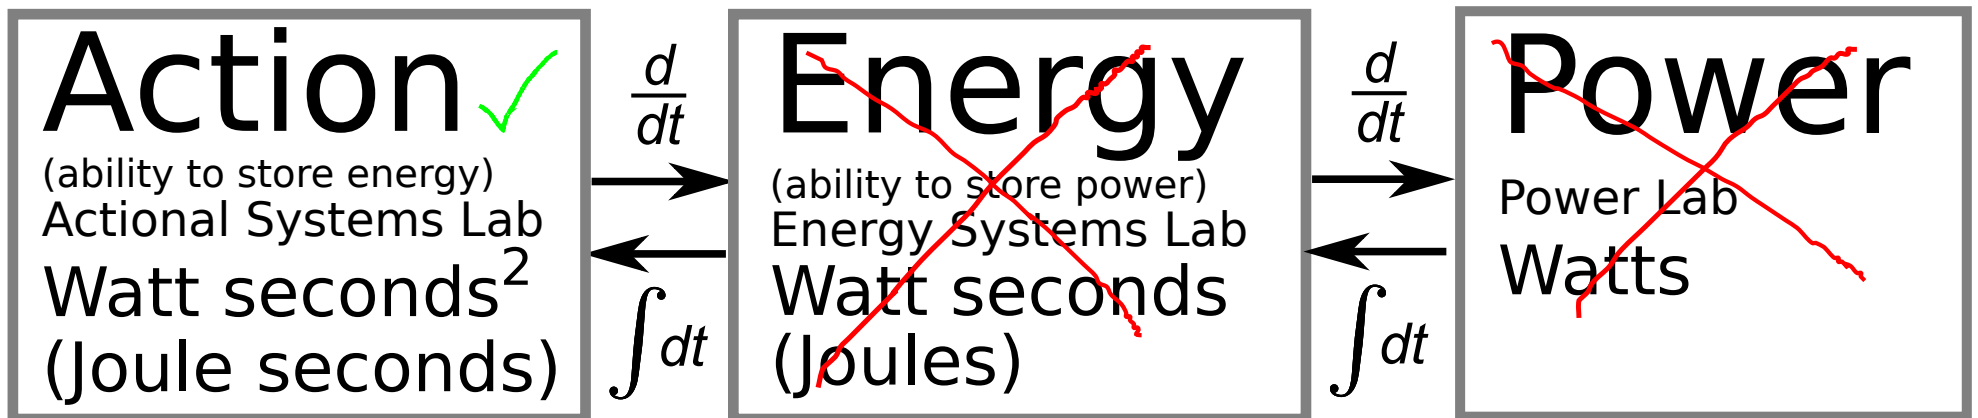 Action
(ability to store energy)
Actional Systems Lab
Watt seconds²
(Joule seconds)
d
dt
∫dt
Energy
(ability to store power)
Energy Systems Lab
Watt seconds
(Joules)
d
dt
∫dt
Power
Power Lab
Watts